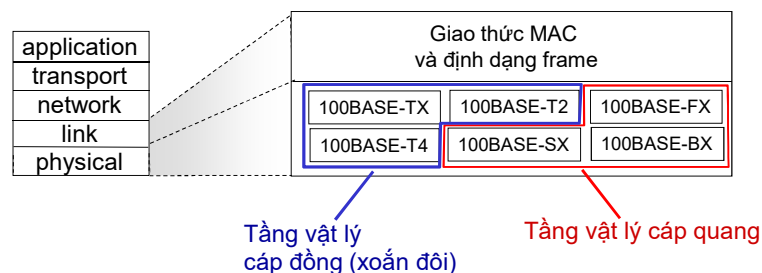 application
transport
network
link
physical
Giao thức MAC
và định dạng frame
100BASE-TX
100BASE-T2
100BASE-FX
100BASE-T4
100BASE-SX
100BASE-BX
Tầng vật lý
cáp đồng (xoắn đôi)
Tầng vật lý cáp quang